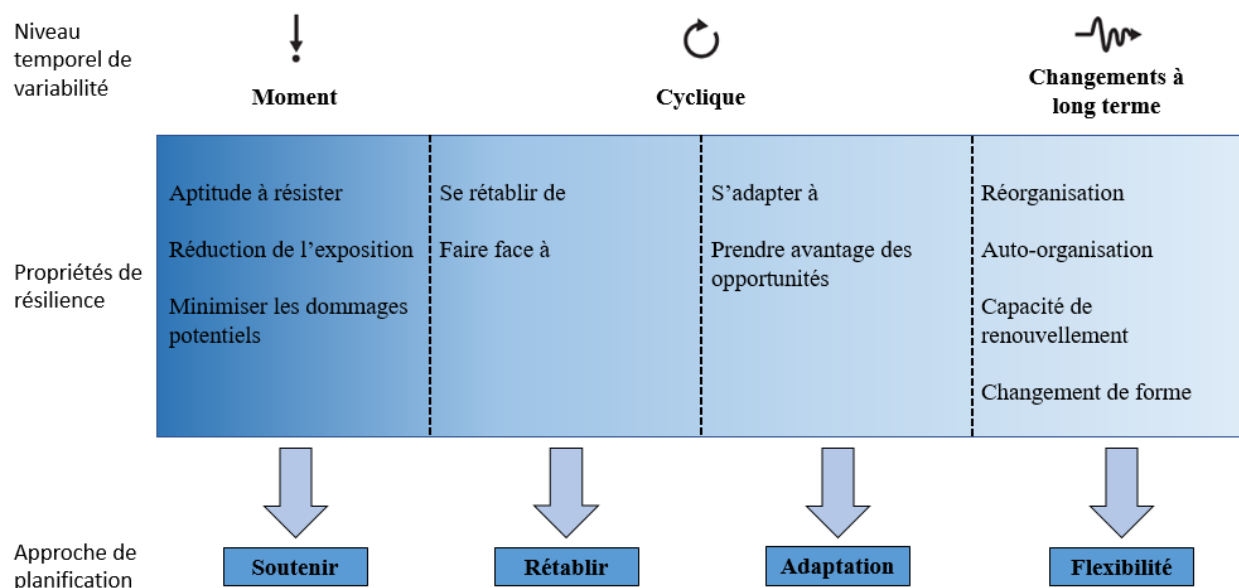 Niveau
temporel de
variabilité
Moment
Cyclique
Changements à
long terme
Propriétés de
résilience
Aptitude à résister
Réduction de l’exposition
Minimiser les dommages
potentiels
Se rétablir de
Faire face à
S’adapter à
Prendre avantage des
opportunités
Réorganisation
Auto-organisation
Capacité de
renouvellement
Changement de forme
Approche de
planification
Soutenir
Rétablir
Adaptation
Flexibilité